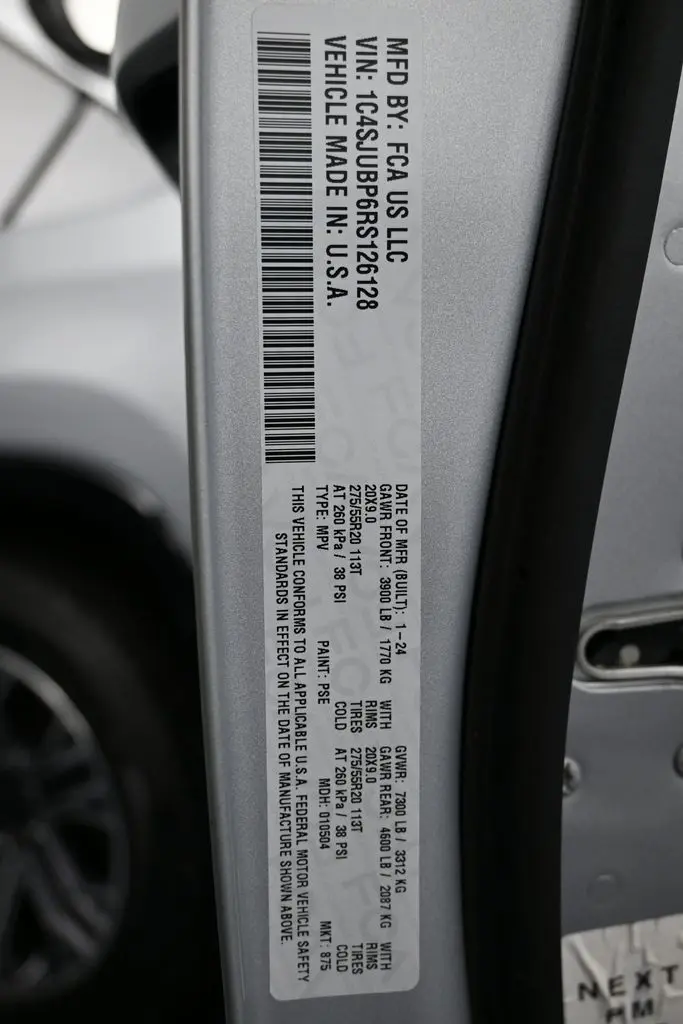 MFD BY: FCA US LLC
VIN: 1C4SJUBP6RS126128
VEHICLE MADE IN: U.S.A.
DATE OF MFR (BUILT): 1-24 GVWR: 7300 LB / 3312 KG
GAWR FRONT: 3900 LB / 1770 KG WITH GAWR REAR: 4600 LB / 2087 KG WITH
20X9.0 RIMS 20X9.0 RIMS
275/55R20 113T TIRES 275/55R20 113T TIRES
AT 260 kPa / 38 PSI COLD AT 260 kPa / 38 PSI COLD
TYPE: MPV PAINT: PSE MDH: 010504 MKT: 875
THIS VEHICLE CONFORMS TO ALL APPLICABLE U.S.A. FEDERAL MOTOR VEHICLE SAFETY
STANDARDS IN EFFECT ON THE DATE OF MANUFACTURE SHOWN ABOVE.
NEXT